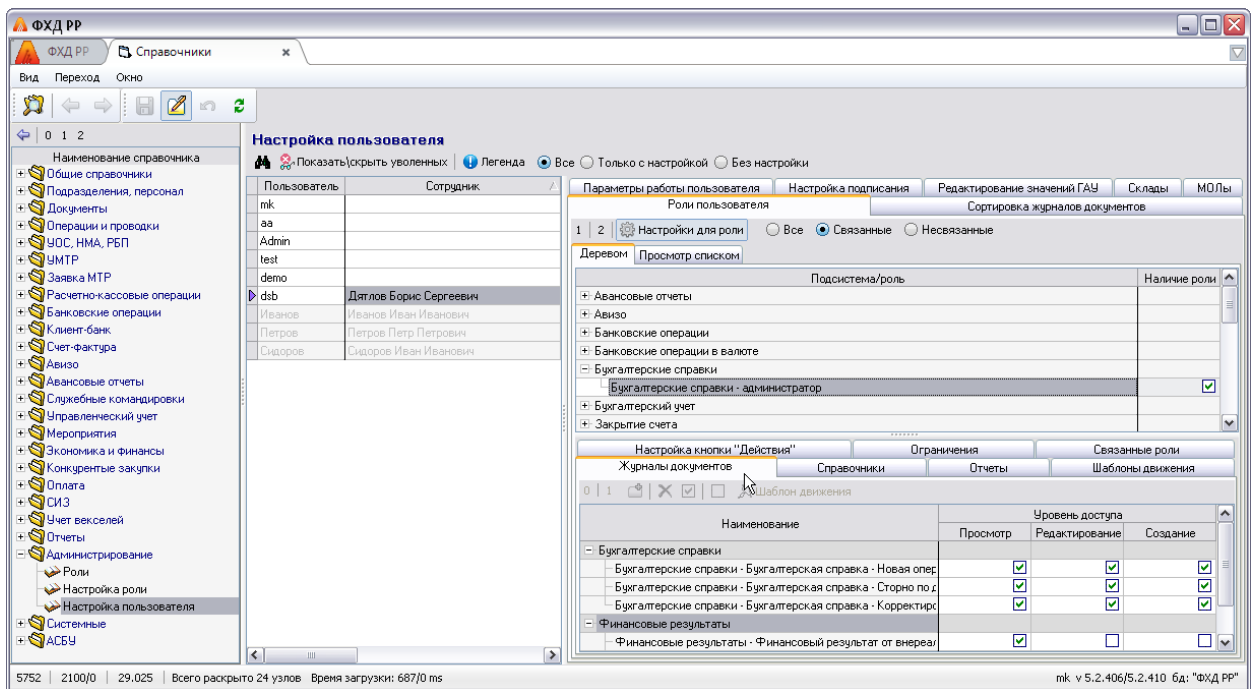 ФХД РР
ФХД РР Справочники
Вид Переход Окно
0 1 2
Наименование справочника
Общие справочники
Подразделения, персонал
Документы
Операции и проводки
УОС, НМА, РБП
УМТР
Заявка МТР
Расчетно-кассовые операции
Банковские операции
Клиент-банк
Счет-фактура
Авизо
Авансовые отчеты
Служебные командировки
Управленческий учет
Мероприятия
Экономика и финансы
Конкурентые закупки
Оплата
СИЗ
Учет векселей
Отчеты
Администрирование
Роли
Настройка роли
Настройка пользователя
Системные
АСБУ
Настройка пользователя
Показать\скрыть уволенных Легенда Все Только с настройкой Без настройки
Пользователь Сотрудник
mk
aa
Admin
test
demo
dsb Дятлов Борис Сергеевич
Иванов Иванов Иван Иванович
Петров Петров Петр Петрович
Сидоров Сидоров Иван Иванович
Параметры работы пользователя Настройка подписания Редактирование значений ГАУ Склады МОЛы
Роли пользователя Сортировка журналов документов
1 2 Настройки для роли Все Связанные Несвязанные
Деревом Просмотр списком
Подсистема/роль Наличие роли
Авансовые отчеты
Авизо
Банковские операции
Банковские операции в валюте
Бухгалтерские справки
Бухгалтерские справки - администратор
Бухгалтерский учет
Закрытие счета
Настройка кнопки "Действия" Ограничения Связанные роли
Журналы документов Справочники Отчеты Шаблоны движения
0 1 Шаблон движения
Наименование Уровень доступа
Просмотр Редактирование Создание
Бухгалтерские справки
Бухгалтерские справки - Бухгалтерская справка - Новая опер
Бухгалтерские справки - Бухгалтерская справка - Сторно по д
Бухгалтерские справки - Бухгалтерская справка - Корректиро
Финансовые результаты
Финансовые результаты - Финансовый результат от внереал
5752 2100/0 29.025 Всего раскрыто 24 узлов Время загрузки: 687/0 ms mk v 5.2.406/5.2.410 бд: "ФХД РР"